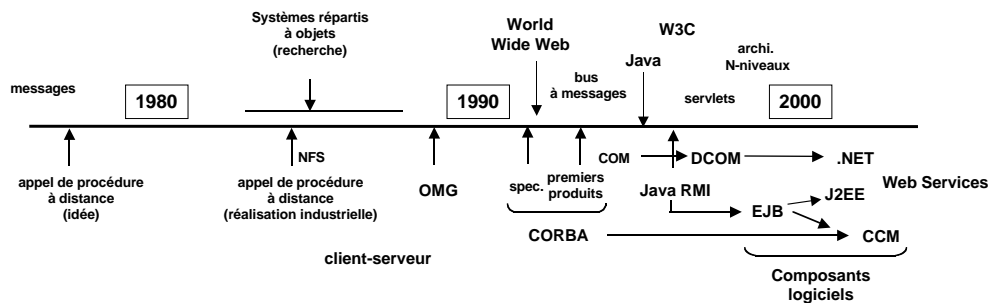 Systèmes répartis
à objets
(recherche)
World
Wide Web
W3C
Java
archi.
N-niveaux
bus
à messages
messages
1980
1990
servlets
2000
NFS
appel de procédure
à distance
(idée)
appel de procédure
à distance
(réalisation industrielle)
OMG
spec.
premiers
produits
COM
DCOM
.NET
Java RMI
EJB
J2EE
Web Services
CORBA
CCM
client-serveur
Composants
logiciels